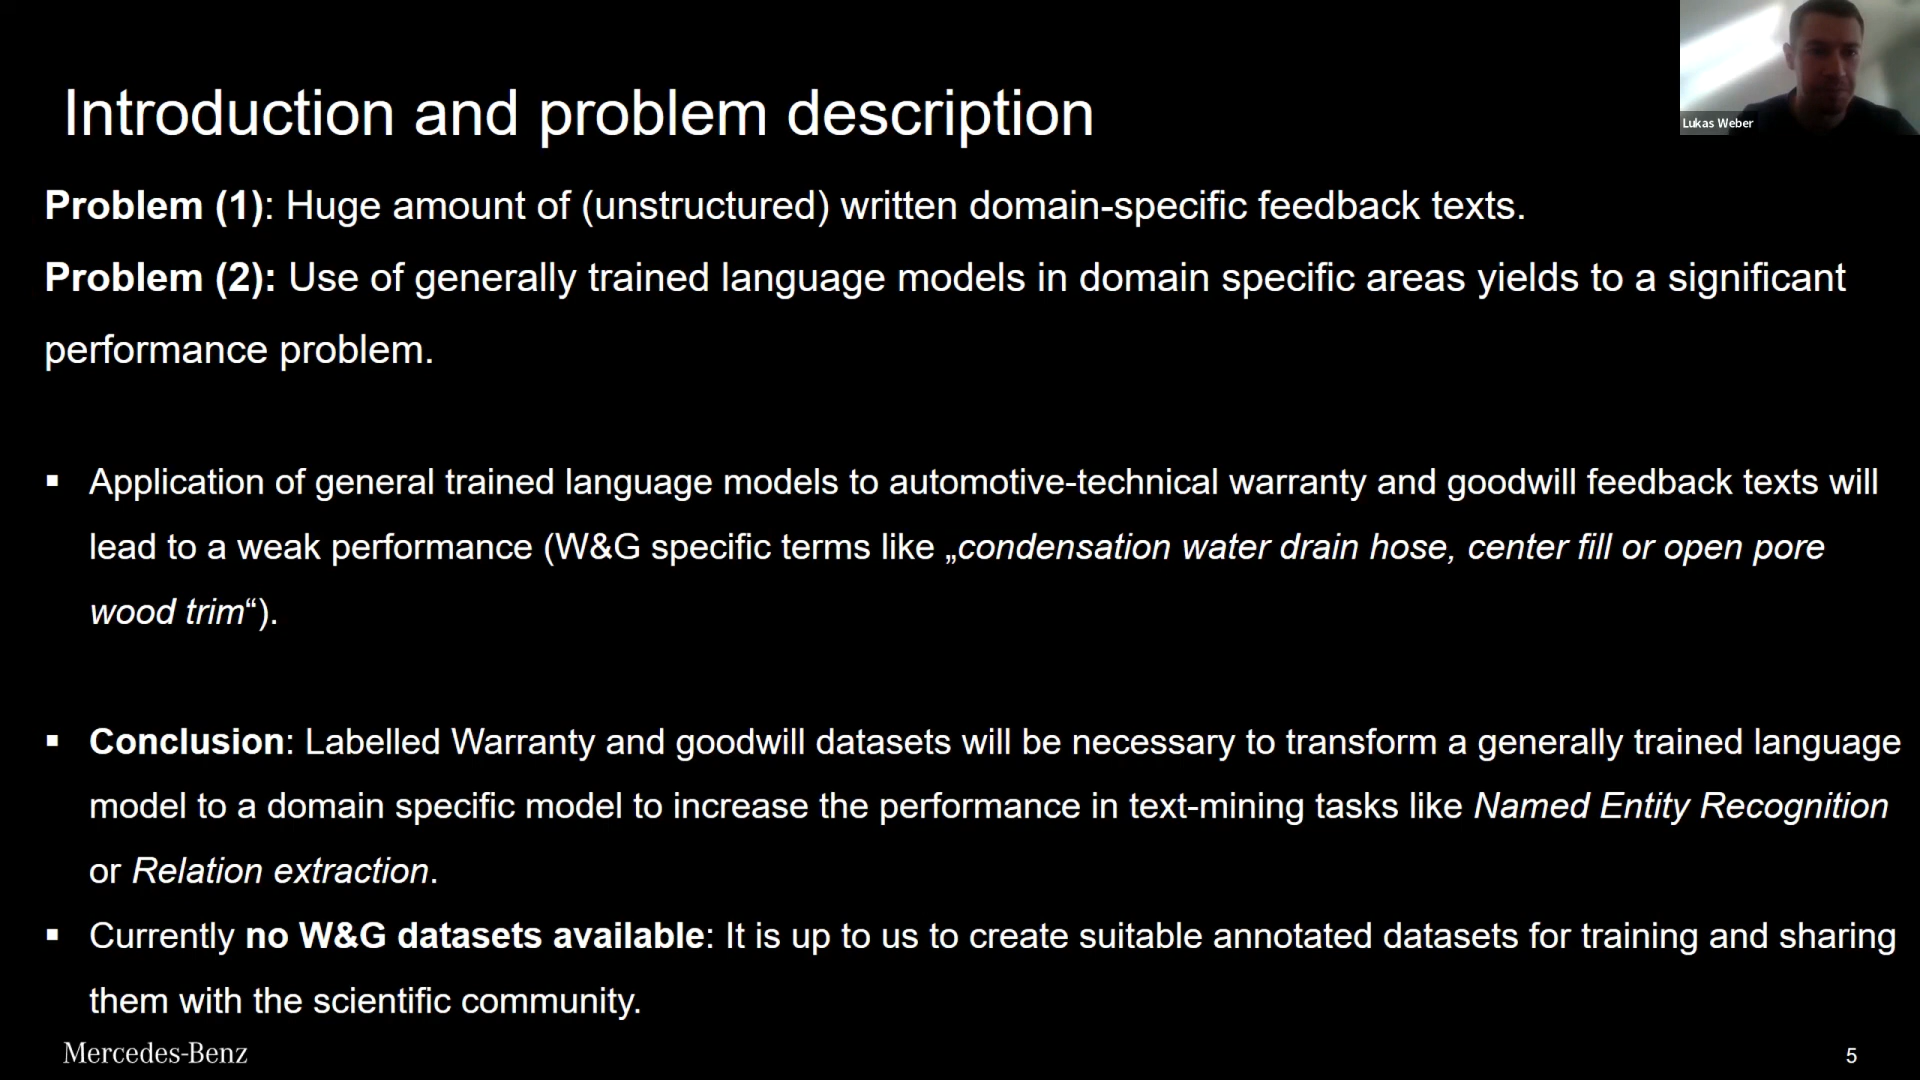 Introduction and problem description
Lukas Weber
Problem (1): Huge amount of (unstructured) written domain-specific feedback texts.
Problem (2): Use of generally trained language models in domain specific areas yields to a significant
performance problem.
▪ Application of general trained language models to automotive-technical warranty and goodwill feedback texts will
lead to a weak performance (W&G specific terms like „condensation water drain hose, center fill or open pore
wood trim“).
▪ Conclusion: Labelled Warranty and goodwill datasets will be necessary to transform a generally trained language
model to a domain specific model to increase the performance in text-mining tasks like Named Entity Recognition
or Relation extraction.
▪ Currently no W&G datasets available: It is up to us to create suitable annotated datasets for training and sharing
them with the scientific community.
Mercedes-Benz
5